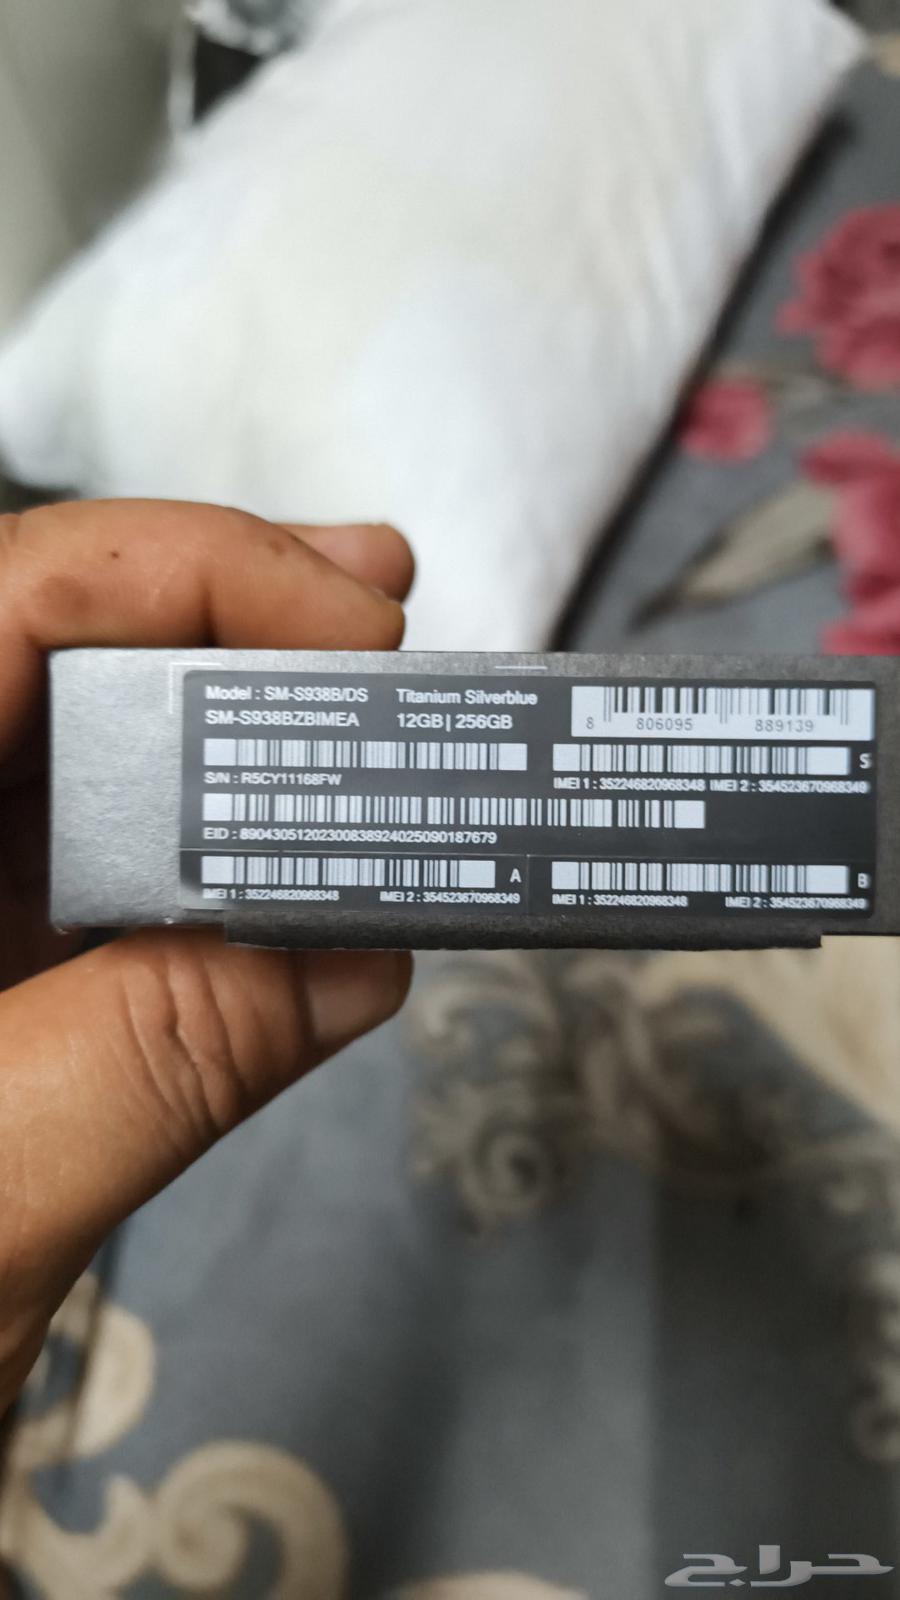 Model : SM-S938B/DS Titanium Silverblue
SM-S938BZBIMEA 12GB | 256GB
8 806095 889139
S/N : R5CY11168FW
IMEI 1 : 352246820968348 IMEI 2 : 354523670968349
S
EID : 89043051202300838924025090187679
A
IMEI 1 : 352246820968348 IMEI 2 : 354523670968349
B
IMEI 1 : 352246820968348 IMEI 2 : 354523670968349
حراج